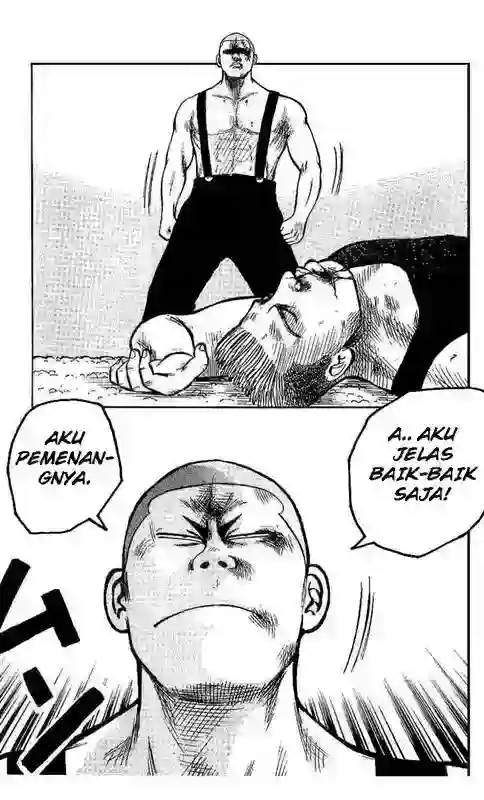 A.. AKU
JELAS
BAIK-BAIK
SAJA!
AKU
PEMENAN-
GNYA.